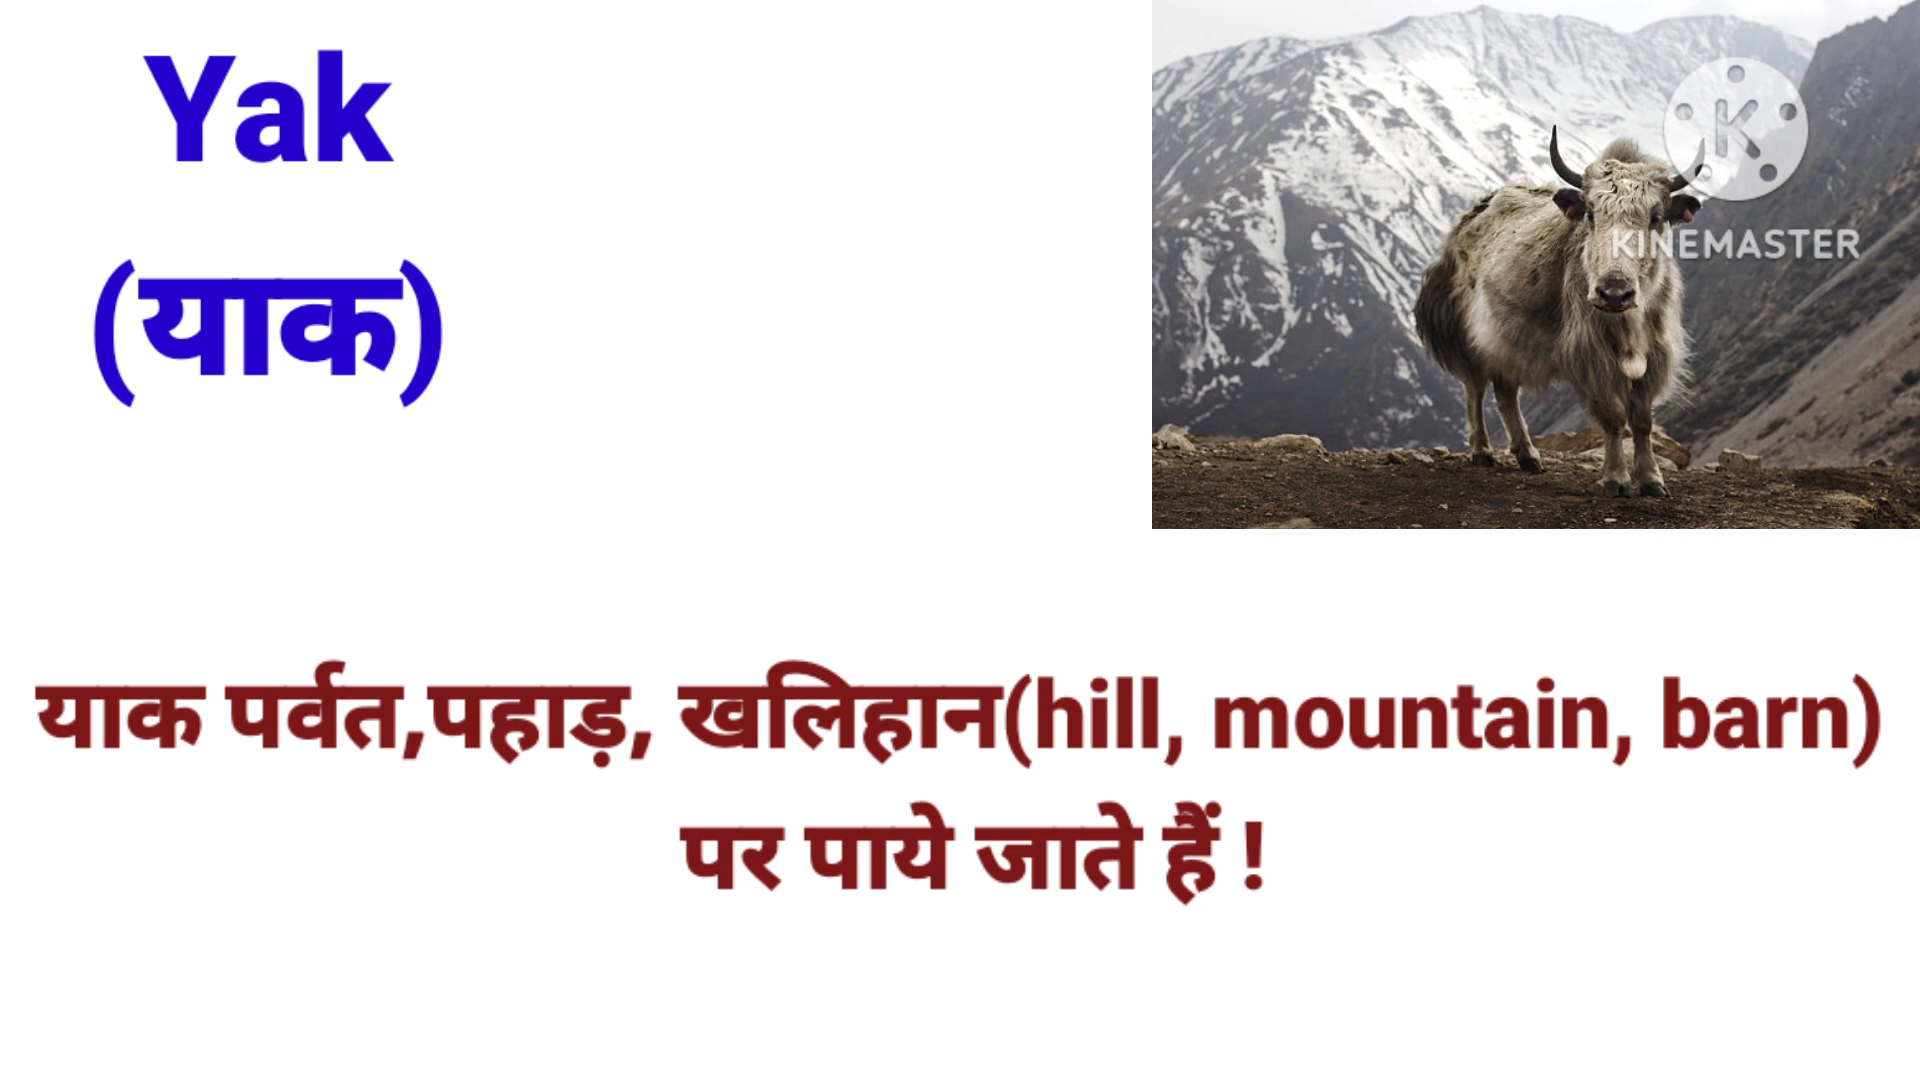 Yak
(याक)
K
KINEMASTER
याक पर्वत,पहाड़, खलिहान(hill, mountain, barn)
पर पाये जाते हैं !